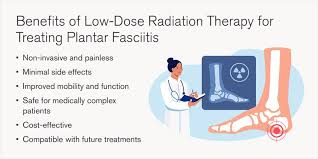 Benefits of Low-Dose Radiation Therapy for
Treating Plantar Fasciitis
• Non-invasive and painless
• Minimal side effects
• Improved mobility and function
• Safe for medically complex
patients
• Cost-effective
• Compatible with future treatments